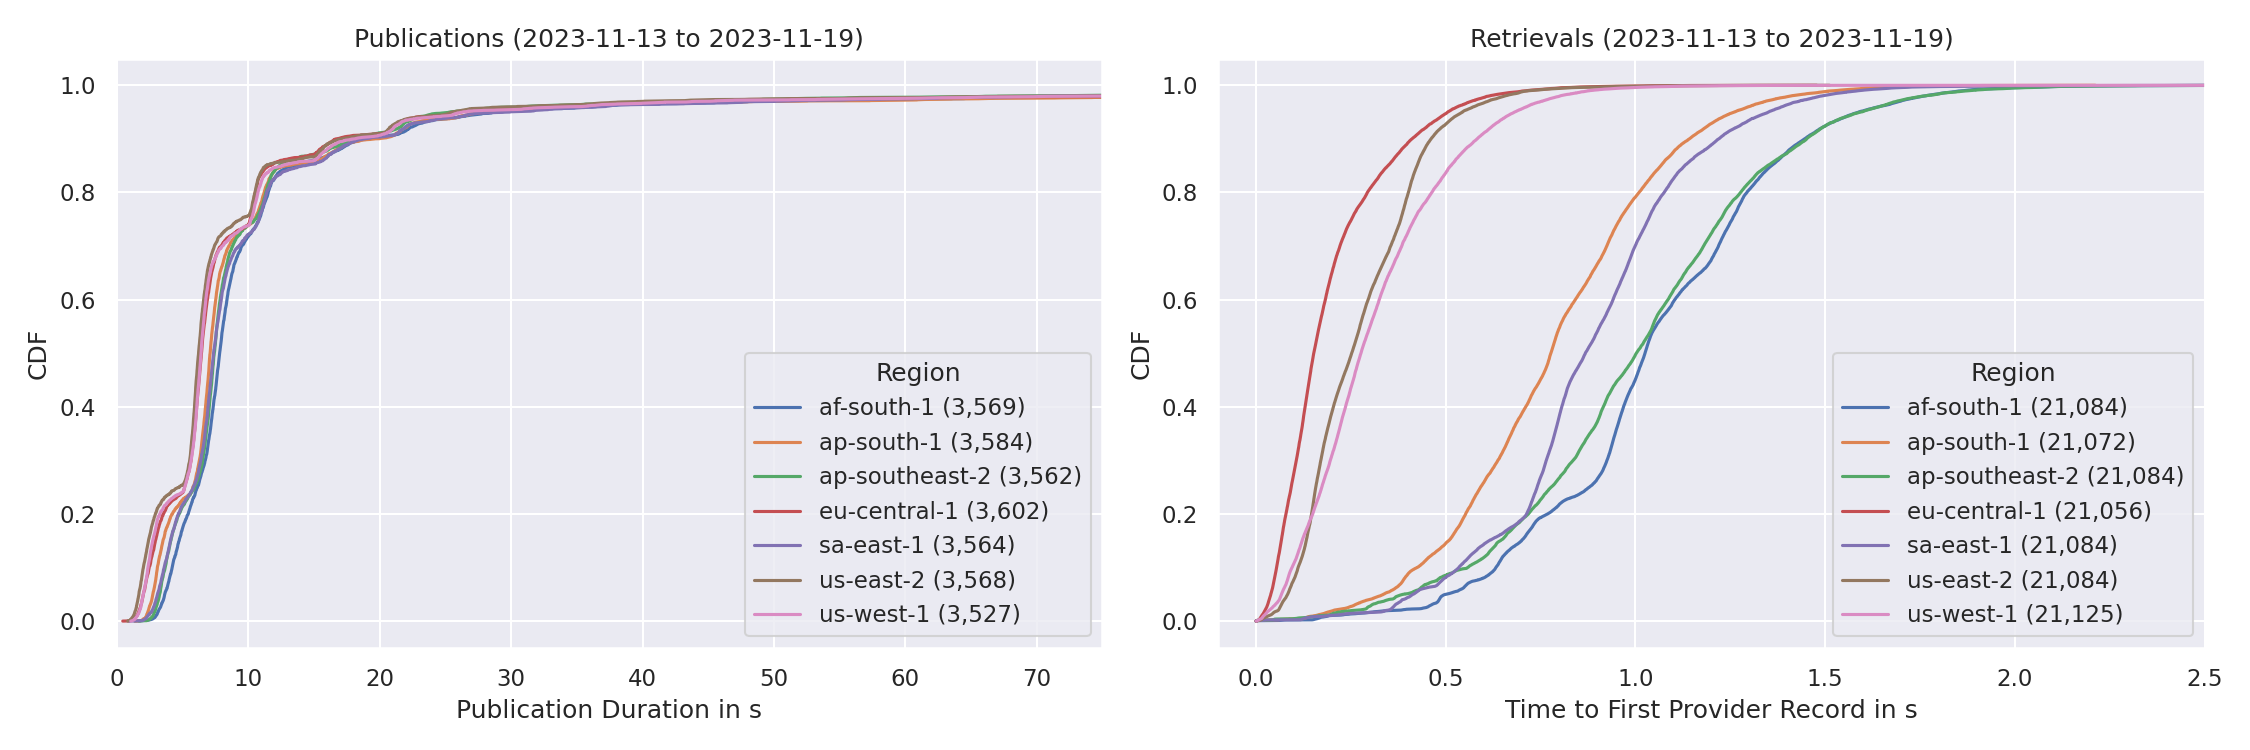 Publications (2023-11-13 to 2023-11-19)
CDF
1.0
0.8
0.6
0.4
0.2
0.0
0
10
20
30
40
50
60
70
Publication Duration in s
Region
af-south-1 (3,569)
ap-south-1 (3,584)
ap-southeast-2 (3,562)
eu-central-1 (3,602)
sa-east-1 (3,564)
us-east-2 (3,568)
us-west-1 (3,527)
Retrievals (2023-11-13 to 2023-11-19)
CDF
1.0
0.8
0.6
0.4
0.2
0.0
0.0
0.5
1.0
1.5
2.0
2.5
Time to First Provider Record in s
Region
af-south-1 (21,084)
ap-south-1 (21,072)
ap-southeast-2 (21,084)
eu-central-1 (21,056)
sa-east-1 (21,084)
us-east-2 (21,084)
us-west-1 (21,125)